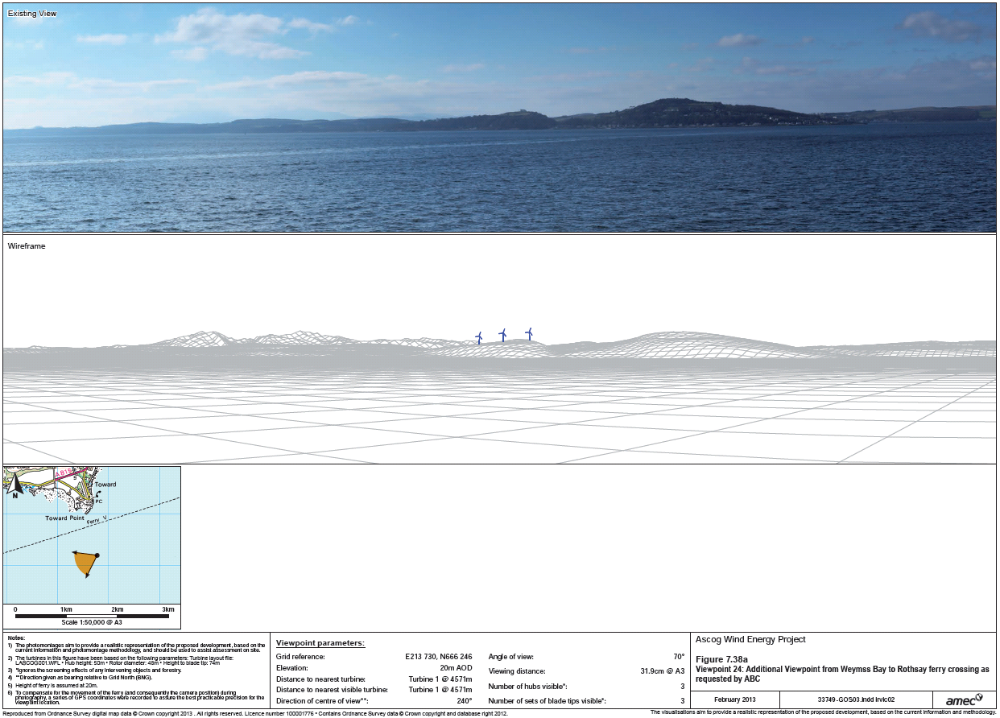 Existing View
Wireframe
A815
Toward
PC
Toward Point
Ferry V
N
0 1km 2km 3km
Scale 1:50,000 @ A3
Notes:
1) The photomontages aim to provide a realistic representation of the proposed development, based on the
current information and photomontage methodology, and should be used to assist assessment on site.
2) The turbines in this figure have been based on the following parameters: Turbine layout file:
LASCOG001.WFL • Hub height: 50m • Rotor diameter: 48m • Height to blade tip: 74m
3) *Ignores the screening effects of any intervening objects and forestry.
4) **Direction given as bearing relative to Grid North (BNG).
5) Height of ferry is assumed at 20m.
6) To compensate for the movement of the ferry (and consequently the camera position) during
photography, a series of GPS coordinates were recorded to assure the best practicable precision for the
viewpoint location.
Viewpoint parameters:
Grid reference: E213 730, N666 246
Elevation: 20m AOD
Distance to nearest turbine: Turbine 1 @ 4571m
Distance to nearest visible turbine: Turbine 1 @ 4571m
Direction of centre of view**: 240°
Angle of view: 70°
Viewing distance: 31.9cm @ A3
Number of hubs visible*: 3
Number of sets of blade tips visible*: 3
Ascog Wind Energy Project
Figure 7.38a
Viewpoint 24: Additional Viewpoint from Weymss Bay to Rothsay ferry crossing as
requested by ABC
February 2013
33749-GOS03.indd lrvic02
amec
Reproduced from Ordnance Survey digital map data © Crown copyright 2013 . All rights reserved. Licence number 100001776 • Contains Ordnance Survey data © Crown copyright and database right 2012.
The visualisations aim to provide a realistic representation of the proposed development, based on the current information and methodology.